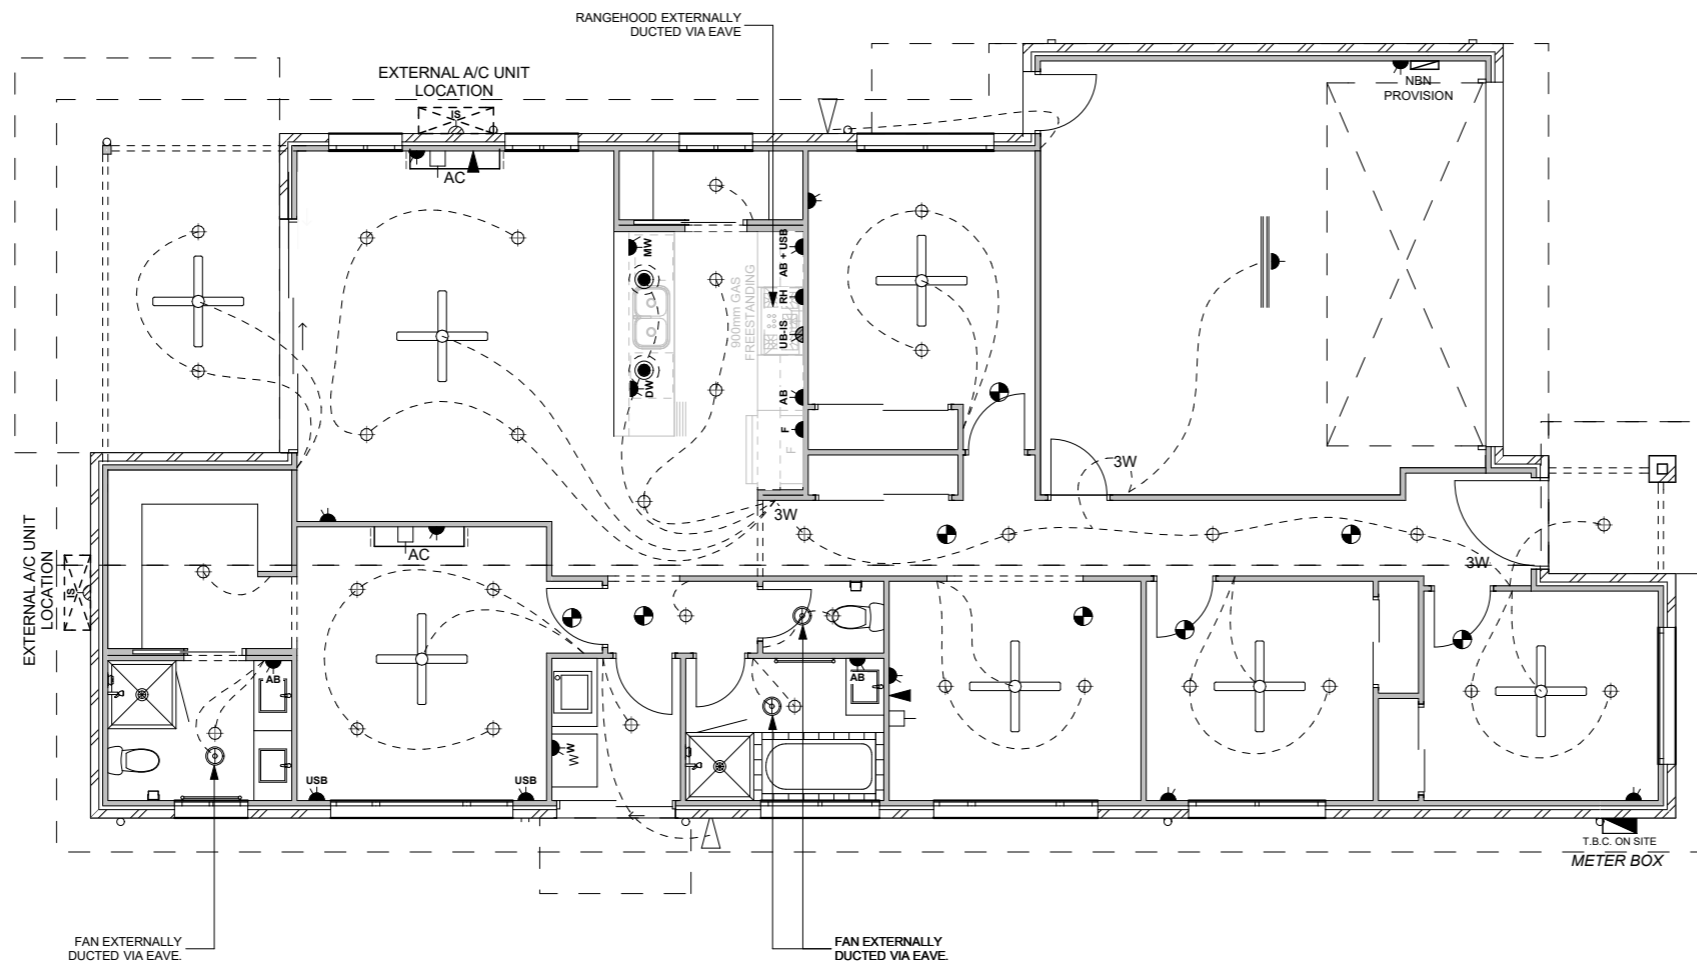 RANGEHOOD EXTERNALLY
DUCTED VIA EAVE
EXTERNAL A/C UNIT
LOCATION
IS
NBN
PROVISION
AC
MW
AB + USB
RH
900mm GAS
FREESTANDING
UB-IS
DW
AB
F
F
3W
3W
3W
AC
EXTERNAL A/C UNIT
LOCATION
IS
AB
AB
W
USB
USB
T.B.C. ON SITE
METER BOX
FAN EXTERNALLY
DUCTED VIA EAVE.
FAN EXTERNALLY
DUCTED VIA EAVE.